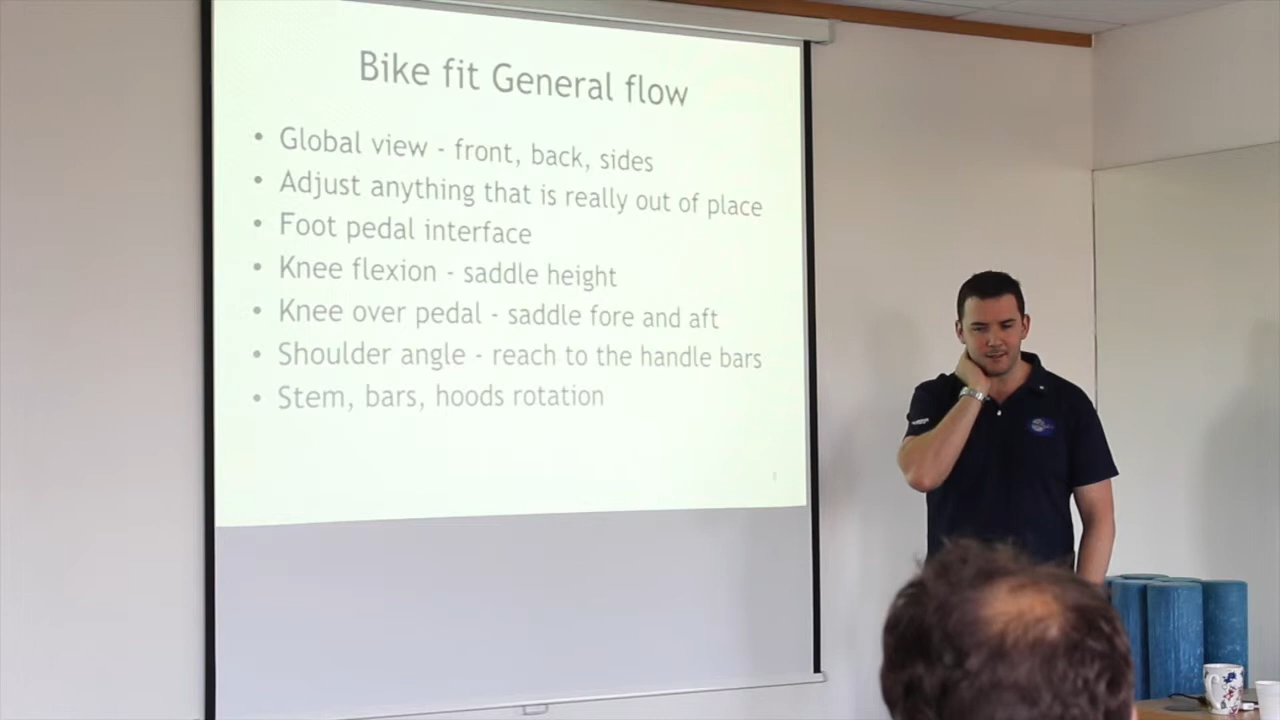 Bike fit General flow
• Global view - front, back, sides
• Adjust anything that is really out of place
• Foot pedal interface
• Knee flexion - saddle height
• Knee over pedal - saddle fore and aft
• Shoulder angle - reach to the handle bars
• Stem, bars, hoods rotation